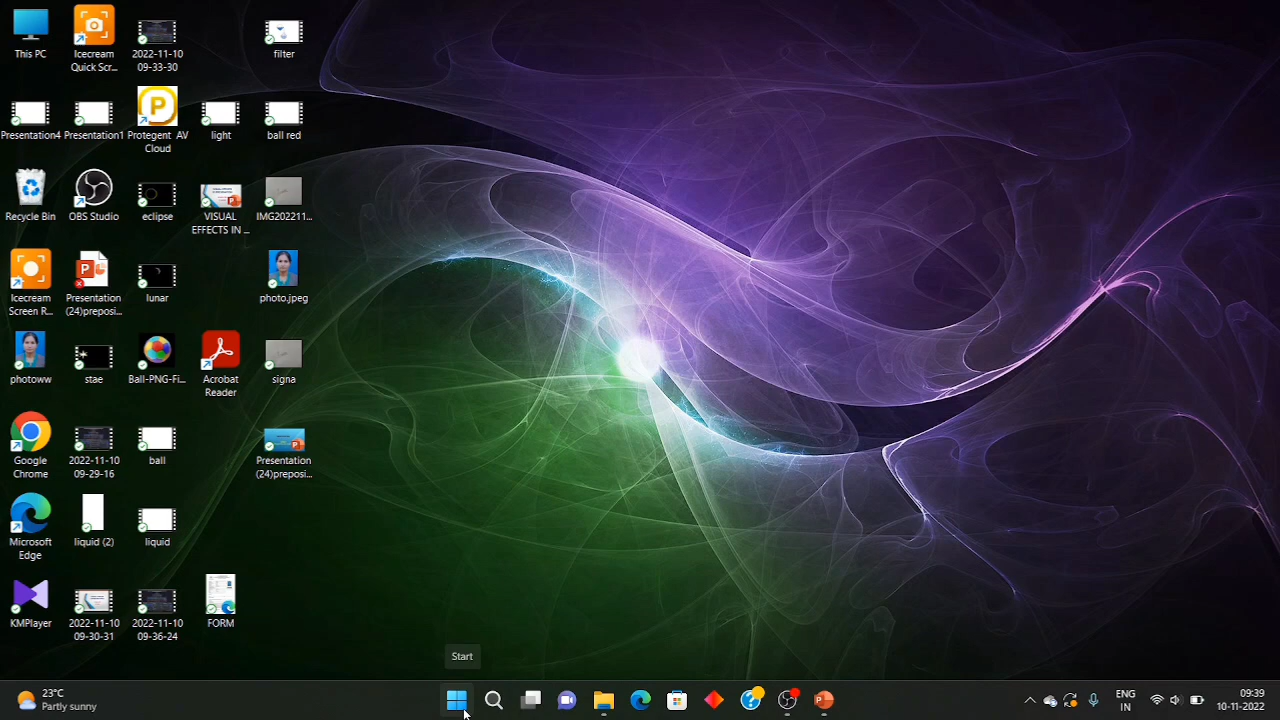 This PC
Icecream
Quick Scr...
2022-11-10
09-33-30
filter
Presentation4
Presentation1
Protegent AV
Cloud
light
ball red
Recycle Bin
OBS Studio
eclipse
VISUAL
EFFECTS IN ...
IMG202211...
Icecream
Screen R...
Presentation
(24)preposi...
lunar
photo.jpeg
photoww
stae
Ball-PNG-Fi...
Acrobat
Reader
signa
Google
Chrome
2022-11-10
09-29-16
ball
Presentation
(24)preposi...
Microsoft
Edge
liquid (2)
liquid
KMPlayer
2022-11-10
09-30-31
2022-11-10
09-36-24
FORM
Start
23°C
Partly sunny
ENG
IN
09:39
10-11-2022